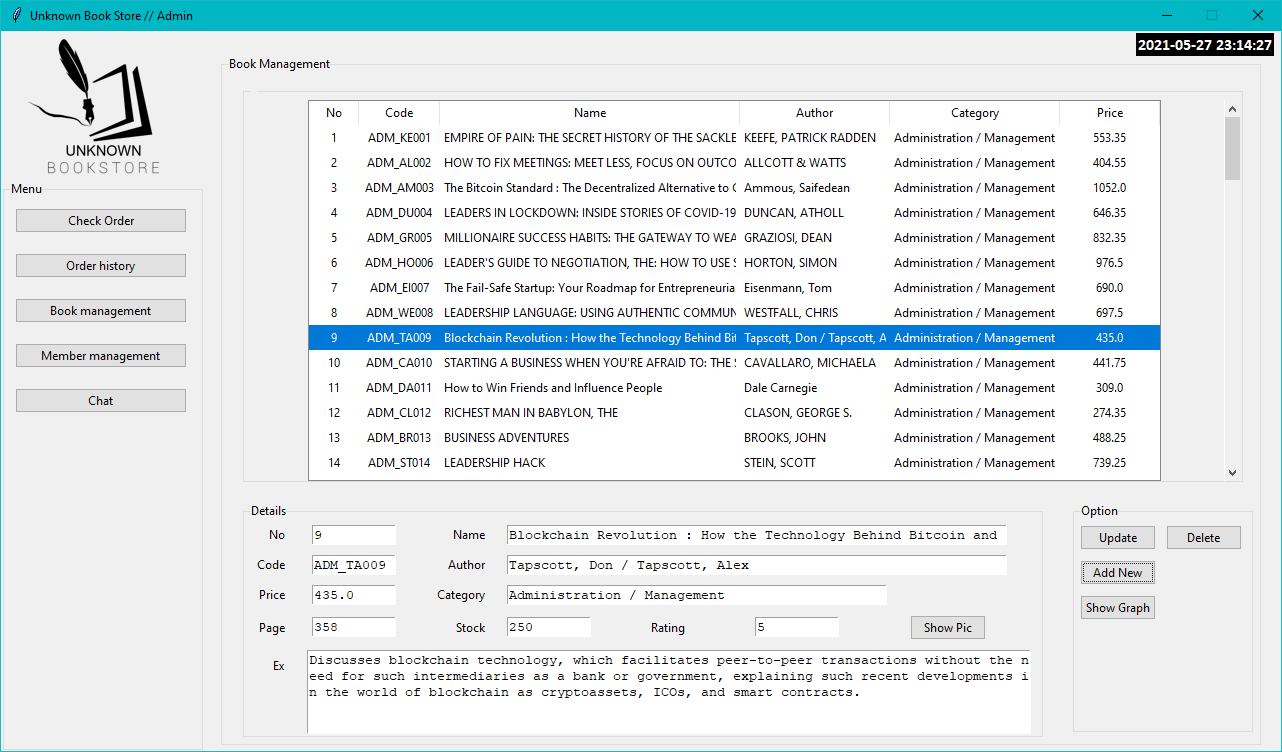 Unknown Book Store // Admin
2021-05-27 23:14:27
UNKNOWN
BOOKSTORE
Menu
Check Order
Order history
Book management
Member management
Chat
Book Management
No Code Name Author Category Price
1 ADM_KE001 EMPIRE OF PAIN: THE SECRET HISTORY OF THE SACKLE KEEFE, PATRICK RADDEN Administration / Management 553.35
2 ADM_AL002 HOW TO FIX MEETINGS: MEET LESS, FOCUS ON OUTCO ALLCOTT & WATTS Administration / Management 404.55
3 ADM_AM003 The Bitcoin Standard : The Decentralized Alternative to Ammous, Saifedean Administration / Management 1052.0
4 ADM_DU004 LEADERS IN LOCKDOWN: INSIDE STORIES OF COVID-19 DUNCAN, ATHOLL Administration / Management 646.35
5 ADM_GR005 MILLIONAIRE SUCCESS HABITS: THE GATEWAY TO WEA GRAZIOSI, DEAN Administration / Management 832.35
6 ADM_HO006 LEADER'S GUIDE TO NEGOTIATION, THE: HOW TO USE S HORTON, SIMON Administration / Management 976.5
7 ADM_EI007 The Fail-Safe Startup: Your Roadmap for Entrepreneuria Eisenmann, Tom Administration / Management 690.0
8 ADM_WE008 LEADERSHIP LANGUAGE: USING AUTHENTIC COMMUN WESTFALL, CHRIS Administration / Management 697.5
9 ADM_TA009 Blockchain Revolution : How the Technology Behind Bit Tapscott, Don / Tapscott, A Administration / Management 435.0
10 ADM_CA010 STARTING A BUSINESS WHEN YOU'RE AFRAID TO: THE S CAVALLARO, MICHAELA Administration / Management 441.75
11 ADM_DA011 How to Win Friends and Influence People Dale Carnegie Administration / Management 309.0
12 ADM_CL012 RICHEST MAN IN BABYLON, THE CLASON, GEORGE S. Administration / Management 274.35
13 ADM_BR013 BUSINESS ADVENTURES BROOKS, JOHN Administration / Management 488.25
14 ADM_ST014 LEADERSHIP HACK STEIN, SCOTT Administration / Management 739.25
Details
No 9 Name Blockchain Revolution : How the Technology Behind Bitcoin and
Code ADM_TA009 Author Tapscott, Don / Tapscott, Alex
Price 435.0 Category Administration / Management
Page 358 Stock 250 Rating 5 Show Pic
Ex Discusses blockchain technology, which facilitates peer-to-peer transactions without the n
eed for such intermediaries as a bank or government, explaining such recent developments i
n the world of blockchain as cryptoassets, ICOs, and smart contracts.
Option
Update Delete
Add New
Show Graph